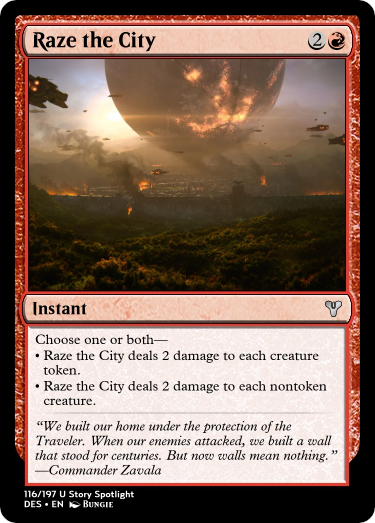 Raze the City 2
Instant
Choose one or both—
• Raze the City deals 2 damage to each creature
token.
• Raze the City deals 2 damage to each nontoken
creature.
“We built our home under the protection of the
Traveler. When our enemies attacked, we built a wall
that stood for centuries. But now walls mean nothing.”
—Commander Zavala
116/197 U Story Spotlight
DES • EN Bungie